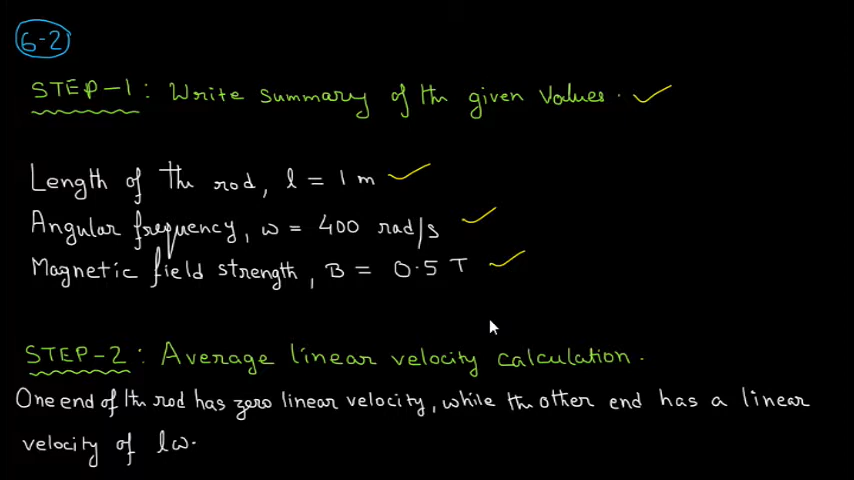 6-2
STEP-1: Write summary of the given values.
Length of the rod, l = 1 m
Angular frequency, ω = 400 rad/s
Magnetic field strength, B = 0.5 T
STEP-2: Average linear velocity calculation.
One end of the rod has zero linear velocity, while the other end has a linear
velocity of lω.